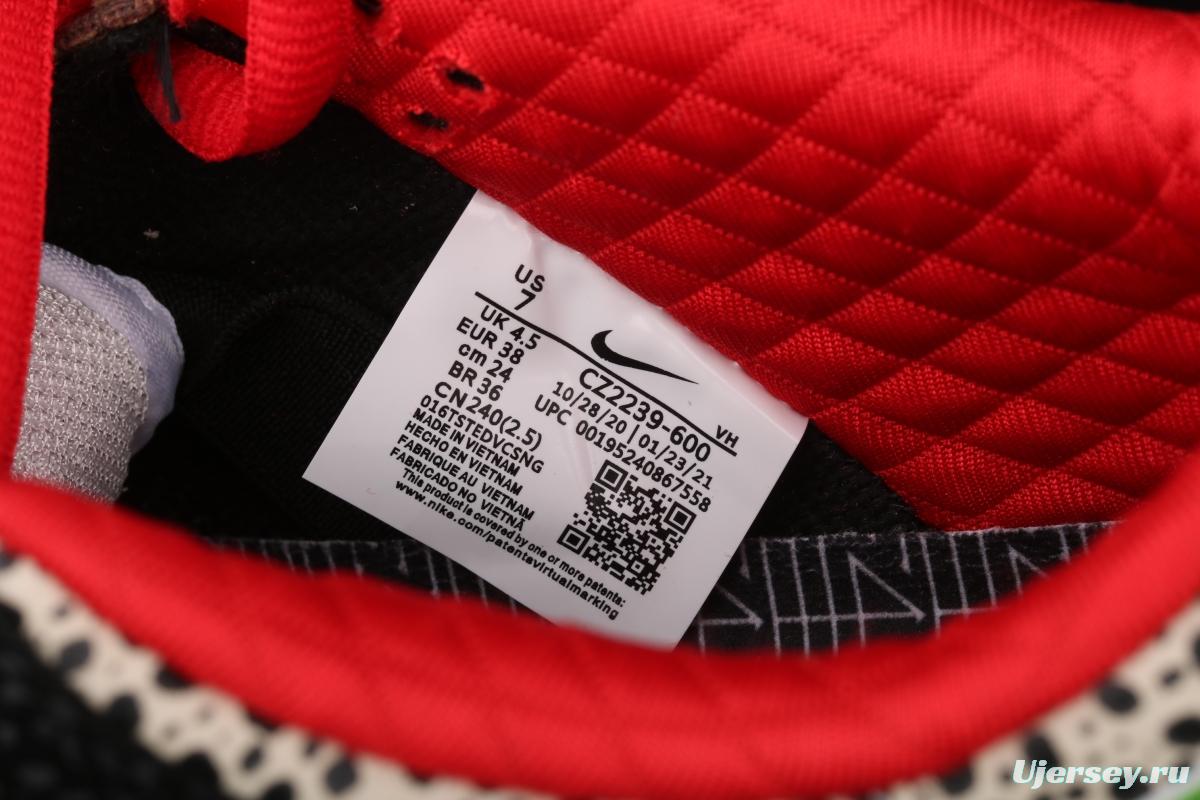 US
7
UK 4.5
EUR 38
cm 24
BR 36
CN 240(2.5)
016TSTEDVCSNG
MADE IN VIETNAM
HECHO EN VIETNAM
FABRIQUE AU VIETNAM
FABRICADO NO VIETNÃ
This product is covered by one or more patents:
www.nike.com/patentavirtualmarking
CZ2239-600 VH
10/28/20 | 01/23/21
UPC 00195240867558
Ujersey.ru